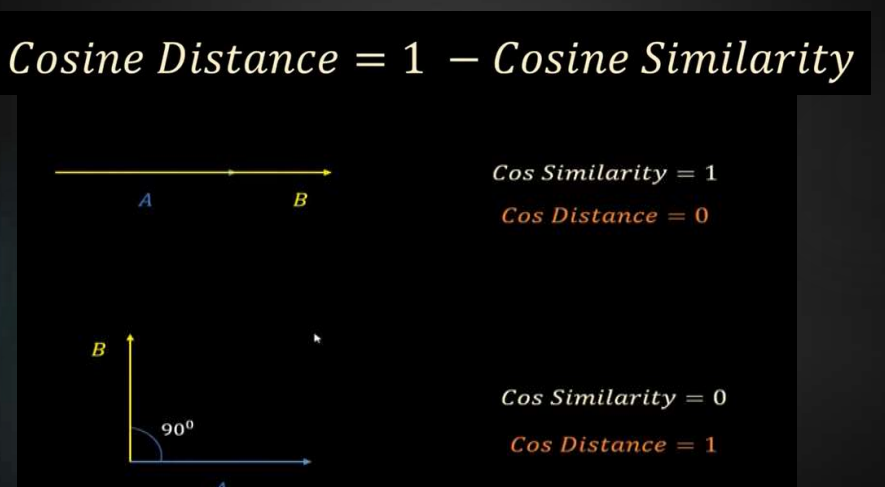 Cosine Distance = 1 − Cosine Similarity
A B
Cos Similarity = 1
Cos Distance = 0
B
90⁰
Cos Similarity = 0
Cos Distance = 1